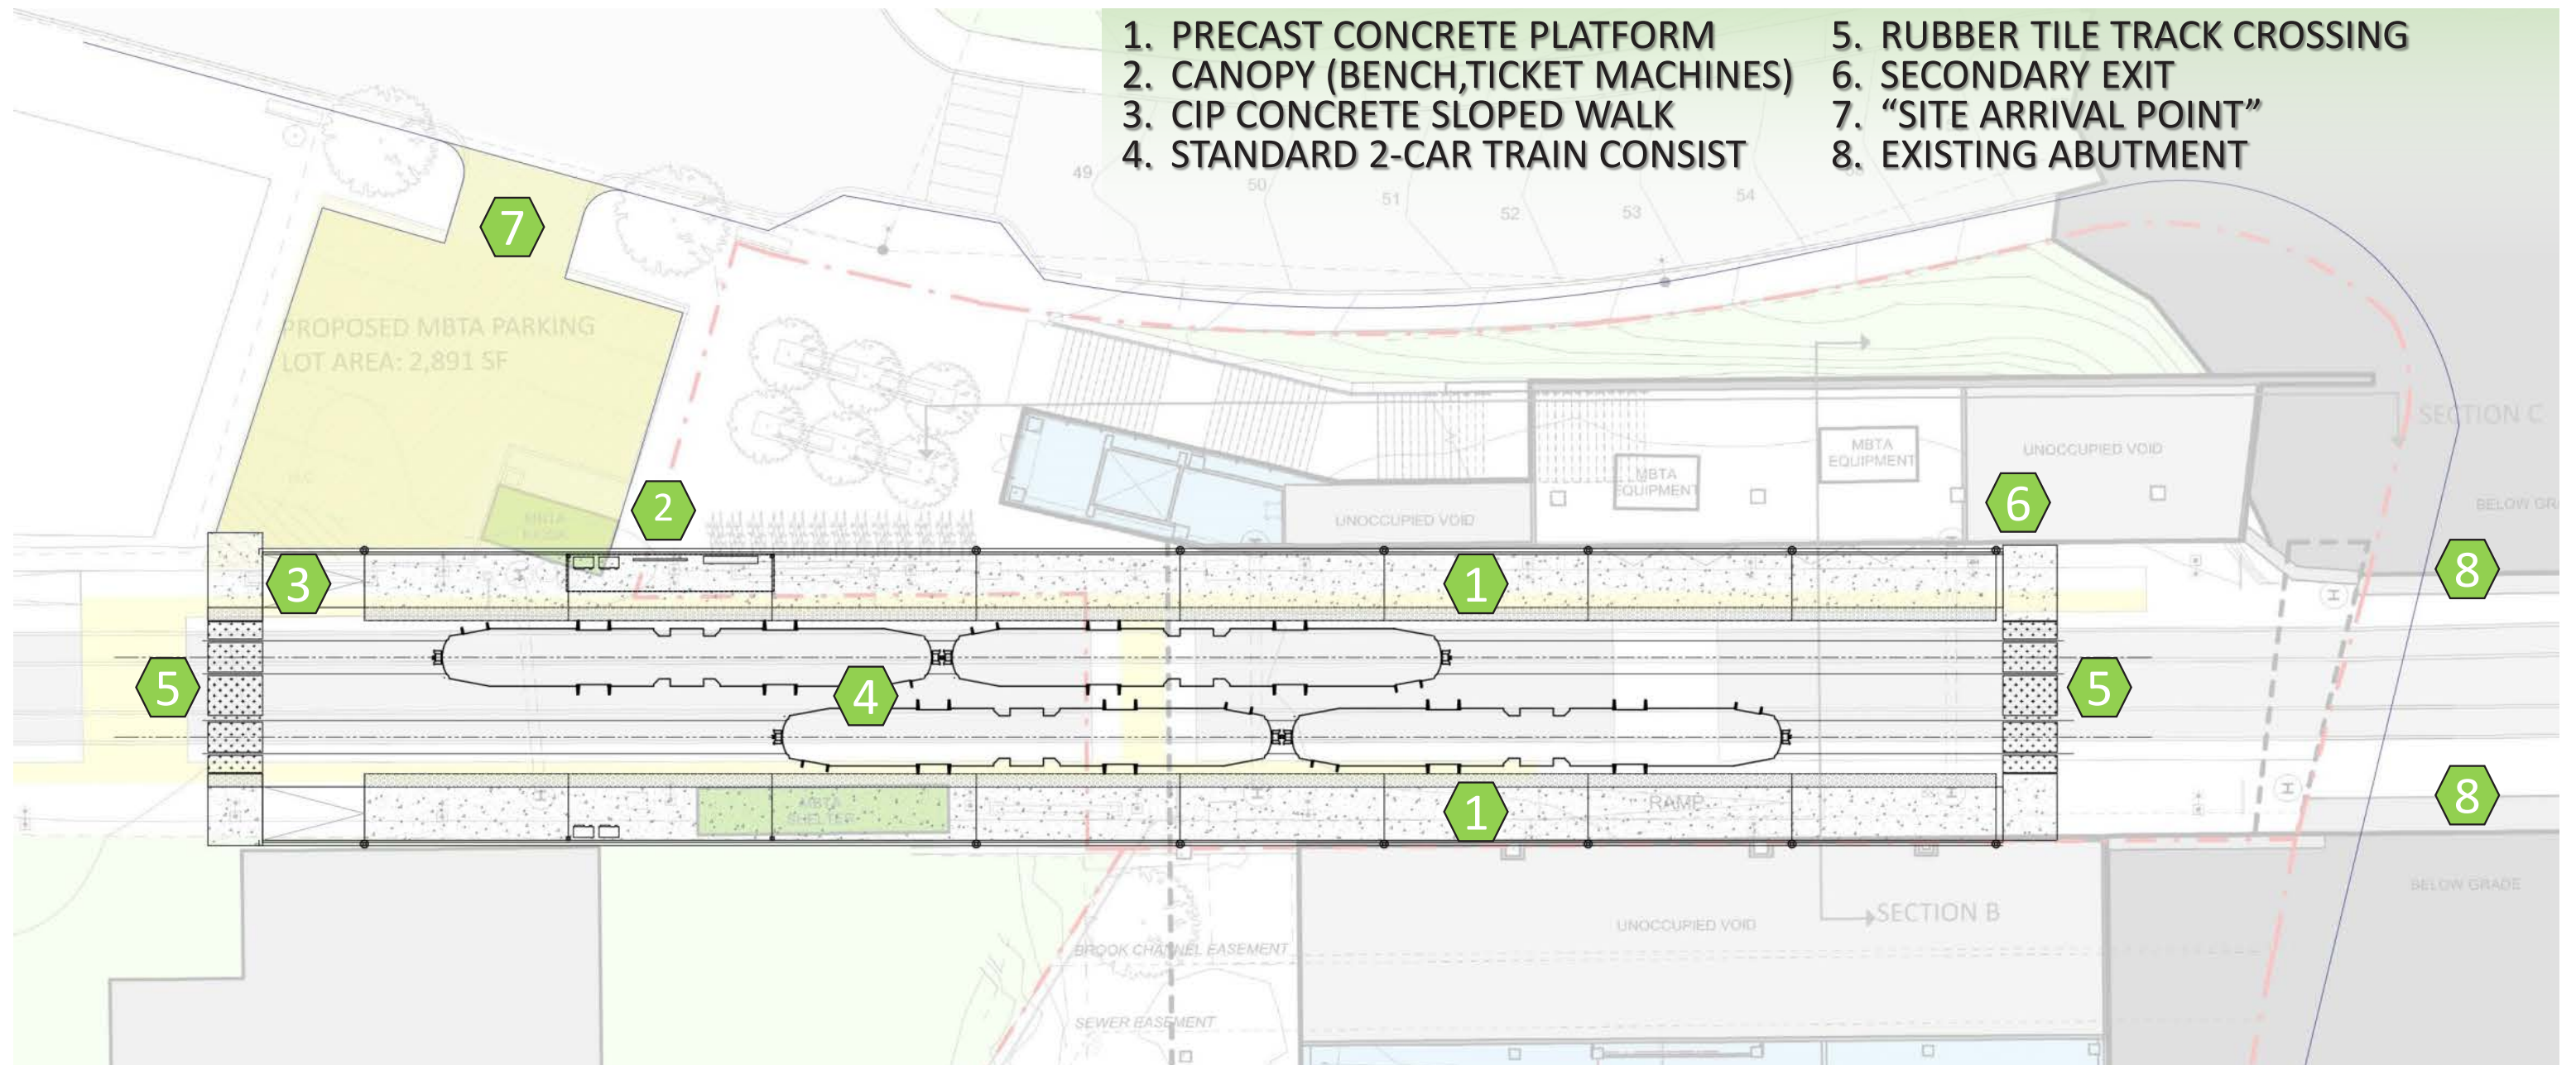 1. PRECAST CONCRETE PLATFORM
2. CANOPY (BENCH,TICKET MACHINES)
3. CIP CONCRETE SLOPED WALK
4. STANDARD 2-CAR TRAIN CONSIST
5. RUBBER TILE TRACK CROSSING
6. SECONDARY EXIT
7. “SITE ARRIVAL POINT”
8. EXISTING ABUTMENT
49
50
51
52
53
54
7
PROPOSED MBTA PARKING
LOT AREA: 2,891 SF
SECTION C
MBTA
EQUIPMENT
UNOCCUPIED VOID
MBTA
EQUIPMENT
6
2
UNOCCUPIED VOID
BELOW GR
MBTA
3
1
8
H
5
4
5
H
8
MBTA
SHELTER
1
RAMP
BELOW GRADE
SECTION B
UNOCCUPIED VOID
BROOK CHANNEL EASEMENT
SEWER EASEMENT